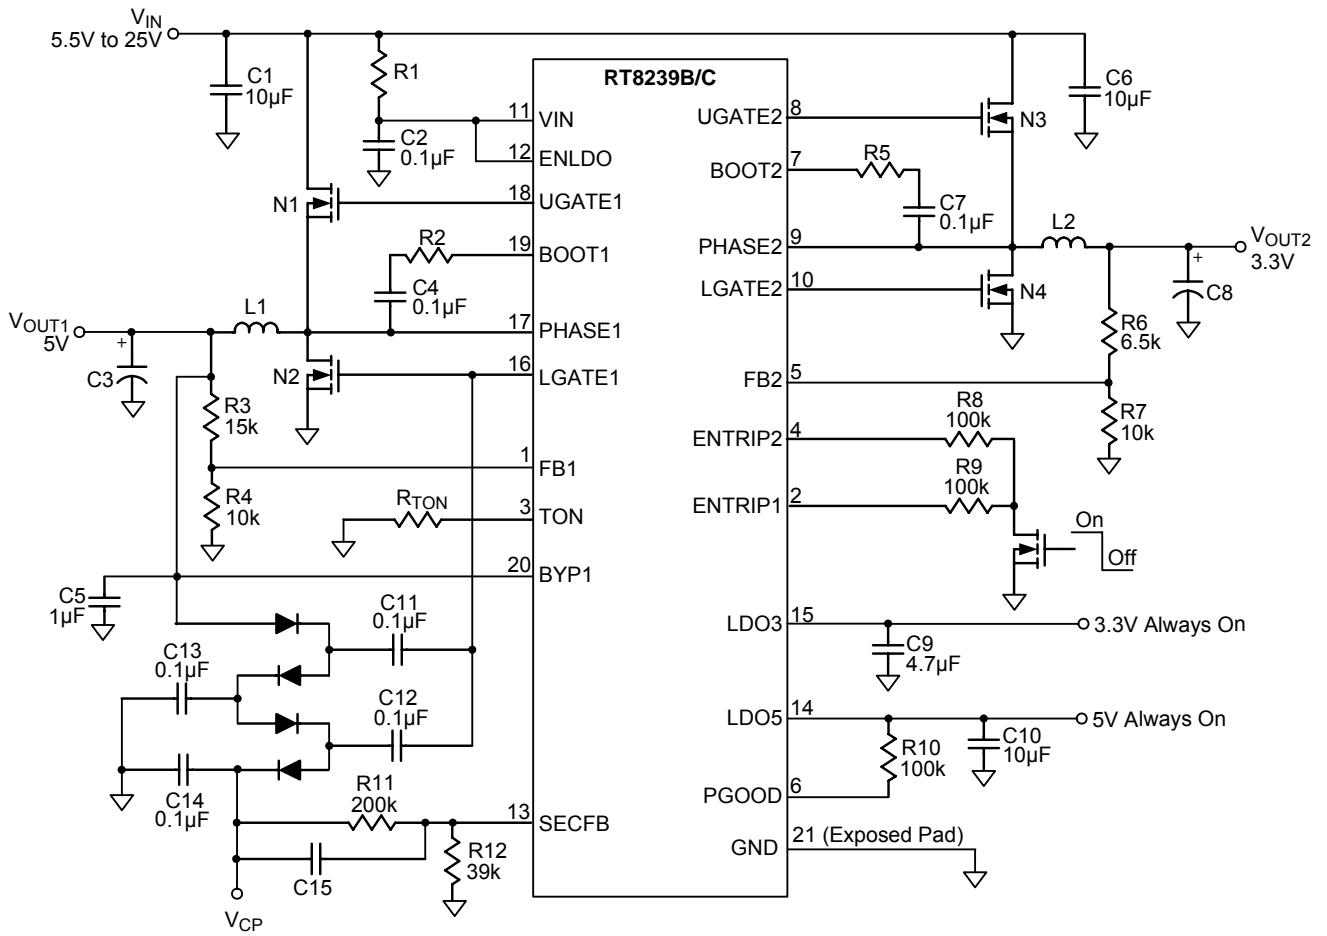 V_IN
5.5V to 25V
C1
10µF
R1
RT8239B/C
C6
10µF
11
VIN
C2
0.1µF
12
ENLDO
UGATE2
8
N3
BOOT2
7
R5
C7
0.1µF
N1
18
UGATE1
R2
19
BOOT1
C4
0.1µF
PHASE2
9
L2
V_OUT2
3.3V
LGATE2
10
N4
+
C8
L1
V_OUT1
5V
17
PHASE1
R6
6.5k
+
C3
N2
16
LGATE1
FB2
5
R3
15k
R8
100k
R7
10k
ENTRIP2
4
1
FB1
R9
100k
R4
10k
R_TON
3
TON
ENTRIP1
2
On
Off
20
BYP1
C5
1µF
C11
0.1µF
LDO3
15
3.3V Always On
C9
4.7µF
C13
0.1µF
C12
0.1µF
LDO5
14
5V Always On
R10
100k
C10
10µF
C14
0.1µF
R11
200k
PGOOD
6
13
SECFB
R12
39k
GND
21 (Exposed Pad)
C15
V_CP